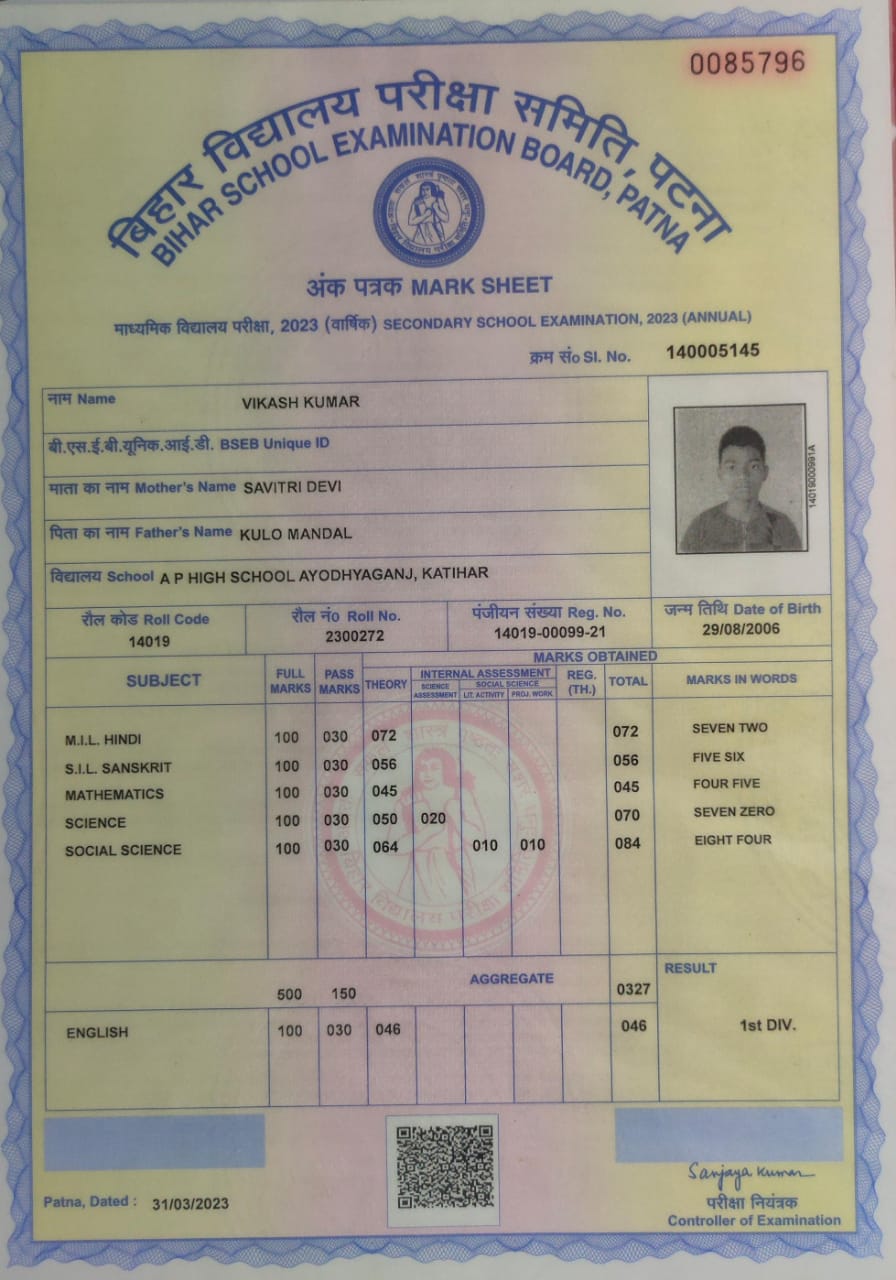 0085796
बिहार विद्यालय परीक्षा समिति, पटना
BIHAR SCHOOL EXAMINATION BOARD, PATNA
अंक पत्रक MARK SHEET
माध्यमिक विद्यालय परीक्षा, 2023 (वार्षिक) SECONDARY SCHOOL EXAMINATION, 2023 (ANNUAL)
क्रम सं० Sl. No. 140005145
नाम Name VIKASH KUMAR
बी.एस.ई.बी.यूनिक.आई.डी. BSEB Unique ID
माता का नाम Mother's Name SAVITRI DEVI
पिता का नाम Father's Name KULO MANDAL
विद्यालय School A P HIGH SCHOOL AYODHYAGANJ, KATIHAR
14019000991A
रौल कोड Roll Code रौल नं० Roll No. पंजीयन संख्या Reg. No. जन्म तिथि Date of Birth
14019 2300272 14019-00099-21 29/08/2006
MARKS OBTAINED
SUBJECT FULL MARKS PASS MARKS THEORY INTERNAL ASSESSMENT REG. (TH.) TOTAL MARKS IN WORDS
SCIENCE ASSESSMENT SOCIAL SCIENCE
LIT. ACTIVITY PROJ. WORK
M.I.L. HINDI 100 030 072 072 SEVEN TWO
S.I.L. SANSKRIT 100 030 056 056 FIVE SIX
MATHEMATICS 100 030 045 045 FOUR FIVE
SCIENCE 100 030 050 020 070 SEVEN ZERO
SOCIAL SCIENCE 100 030 064 010 010 084 EIGHT FOUR
बिहार विद्यालय परीक्षा समिति
AGGREGATE RESULT
500 150 0327
ENGLISH 100 030 046 046 1st DIV.
Sanjaya Kumar
Patna, Dated : 31/03/2023
परीक्षा नियंत्रक
Controller of Examination